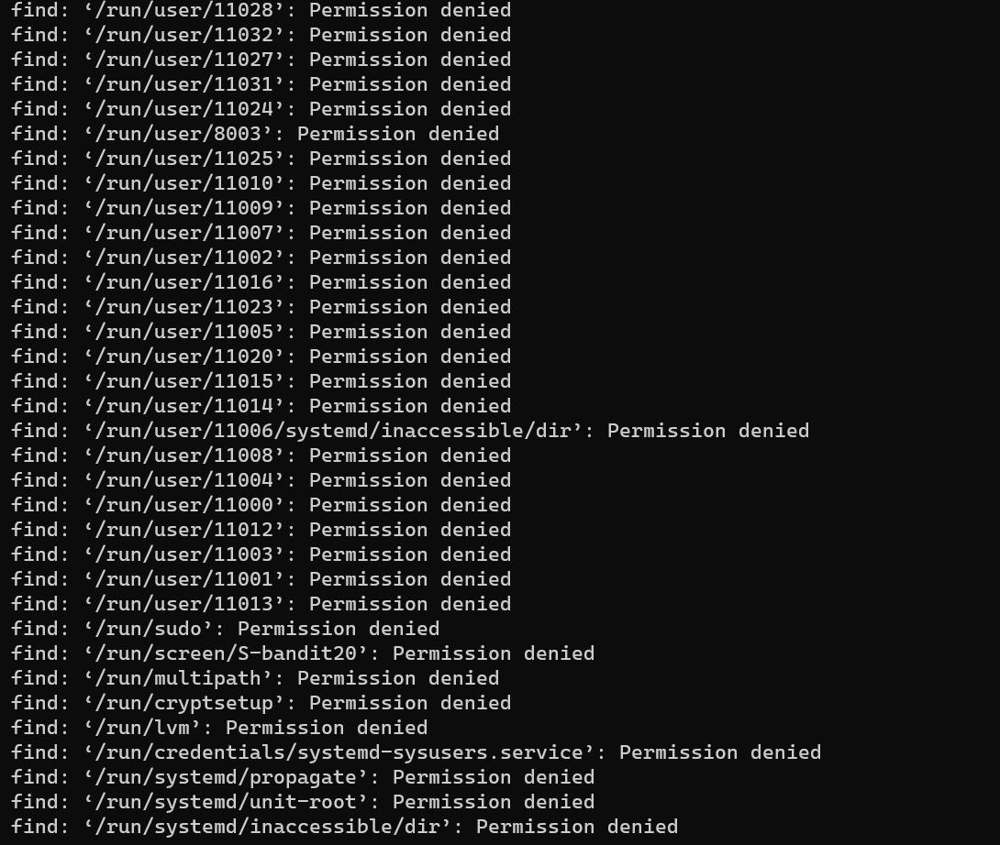 find: ‘/run/user/11028’: Permission denied
find: ‘/run/user/11032’: Permission denied
find: ‘/run/user/11027’: Permission denied
find: ‘/run/user/11031’: Permission denied
find: ‘/run/user/11024’: Permission denied
find: ‘/run/user/8003’: Permission denied
find: ‘/run/user/11025’: Permission denied
find: ‘/run/user/11010’: Permission denied
find: ‘/run/user/11009’: Permission denied
find: ‘/run/user/11007’: Permission denied
find: ‘/run/user/11002’: Permission denied
find: ‘/run/user/11016’: Permission denied
find: ‘/run/user/11023’: Permission denied
find: ‘/run/user/11005’: Permission denied
find: ‘/run/user/11020’: Permission denied
find: ‘/run/user/11015’: Permission denied
find: ‘/run/user/11014’: Permission denied
find: ‘/run/user/11006/systemd/inaccessible/dir’: Permission denied
find: ‘/run/user/11008’: Permission denied
find: ‘/run/user/11004’: Permission denied
find: ‘/run/user/11000’: Permission denied
find: ‘/run/user/11012’: Permission denied
find: ‘/run/user/11003’: Permission denied
find: ‘/run/user/11001’: Permission denied
find: ‘/run/user/11013’: Permission denied
find: ‘/run/sudo’: Permission denied
find: ‘/run/screen/S-bandit20’: Permission denied
find: ‘/run/multipath’: Permission denied
find: ‘/run/cryptsetup’: Permission denied
find: ‘/run/lvm’: Permission denied
find: ‘/run/credentials/systemd-sysusers.service’: Permission denied
find: ‘/run/systemd/propagate’: Permission denied
find: ‘/run/systemd/unit-root’: Permission denied
find: ‘/run/systemd/inaccessible/dir’: Permission denied